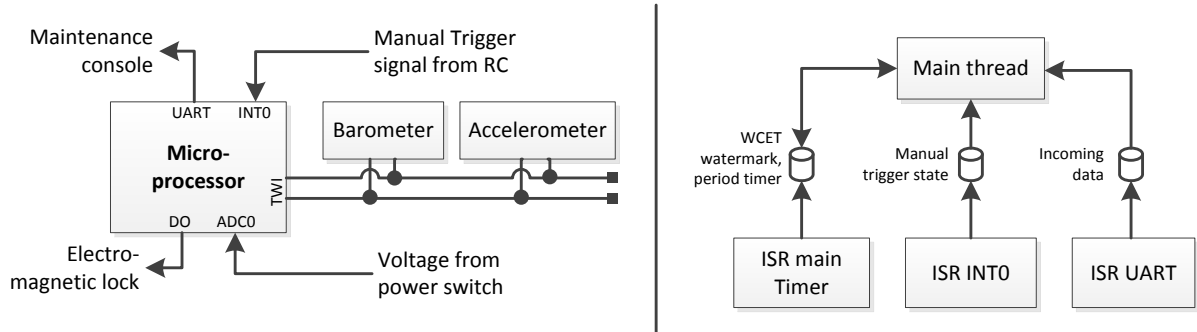 Maintenance
console
Manual Trigger
signal from RC
UART
INT0
Micro-
processor
TWI
DO
ADC0
Barometer
Accelerometer
Electro-
magnetic lock
Voltage from
power switch
Main thread
WCET
watermark,
period timer
Manual
trigger state
Incoming
data
ISR main
Timer
ISR INT0
ISR UART